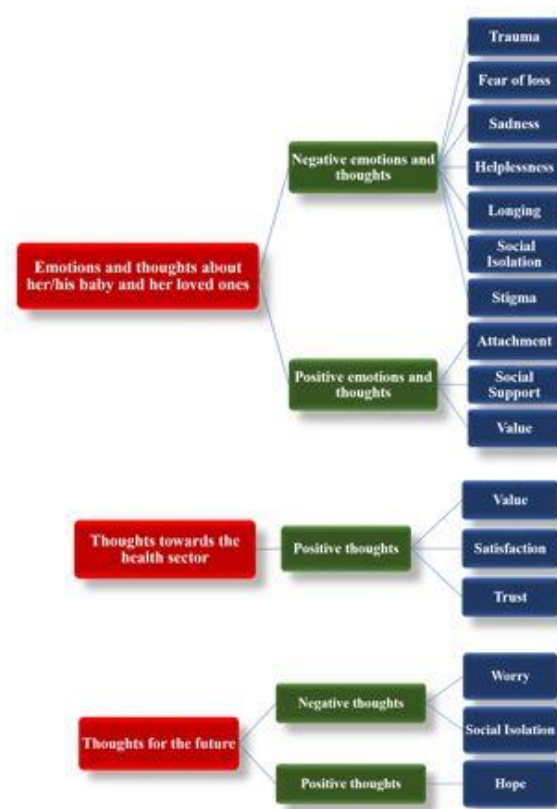 Trauma
Fear of loss
Sadness
Negative emotions and
thoughts
Helplessness
Longing
Social
Isolation
Emotions and thoughts about
her/his baby and her loved ones
Stigma
Attachment
Positive emotions and
thoughts
Social
Support
Value
Value
Thoughts towards the
health sector
Positive thoughts
Satisfaction
Trust
Worry
Negative thoughts
Social Isolation
Thoughts for the future
Positive thoughts
Hope